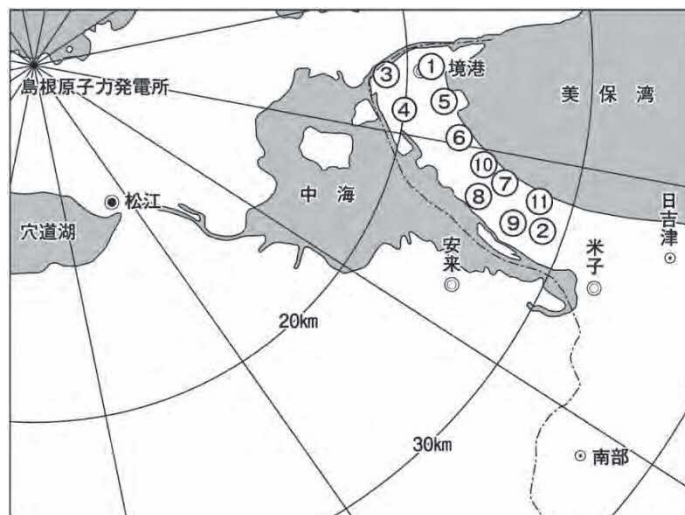 島根原子力発電所
松江
宍道湖
中海
安来
米子
日吉津
南部
境港
美保湾
20km
30km
①
②
③
④
⑤
⑥
⑦
⑧
⑨
⑩
⑪